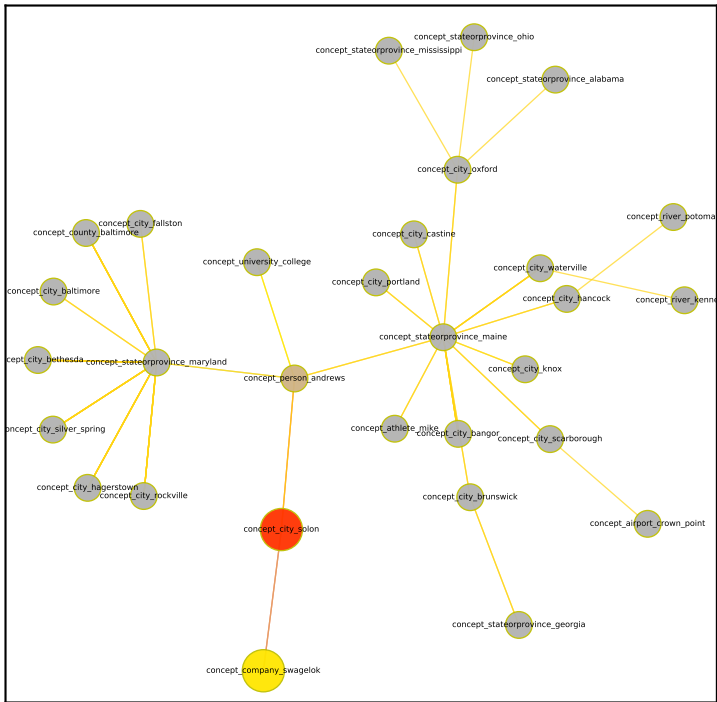 concept_stateorprovince_ohio
concept_stateorprovince_mississippi
concept_stateorprovince_alabama
concept_city_oxford
concept_river_potoma
concept_city_fallston
concept_county_baltimore
concept_city_castine
concept_university_college
concept_city_waterville
concept_city_portland
concept_city_baltimore
concept_city_hancock
concept_river_kenne
concept_stateorprovince_maine
cept_city_bethesda
concept_stateorprovince_maryland
concept_city_knox
concept_person_andrews
concept_athlete_mike
concept_city_silver_spring
concept_city_bangor
concept_city_scarborough
concept_city_hagerstown
concept_city_rockville
concept_city_brunswick
concept_airport_crown_point
concept_city_solon
concept_stateorprovince_georgia
concept_company_swagelok